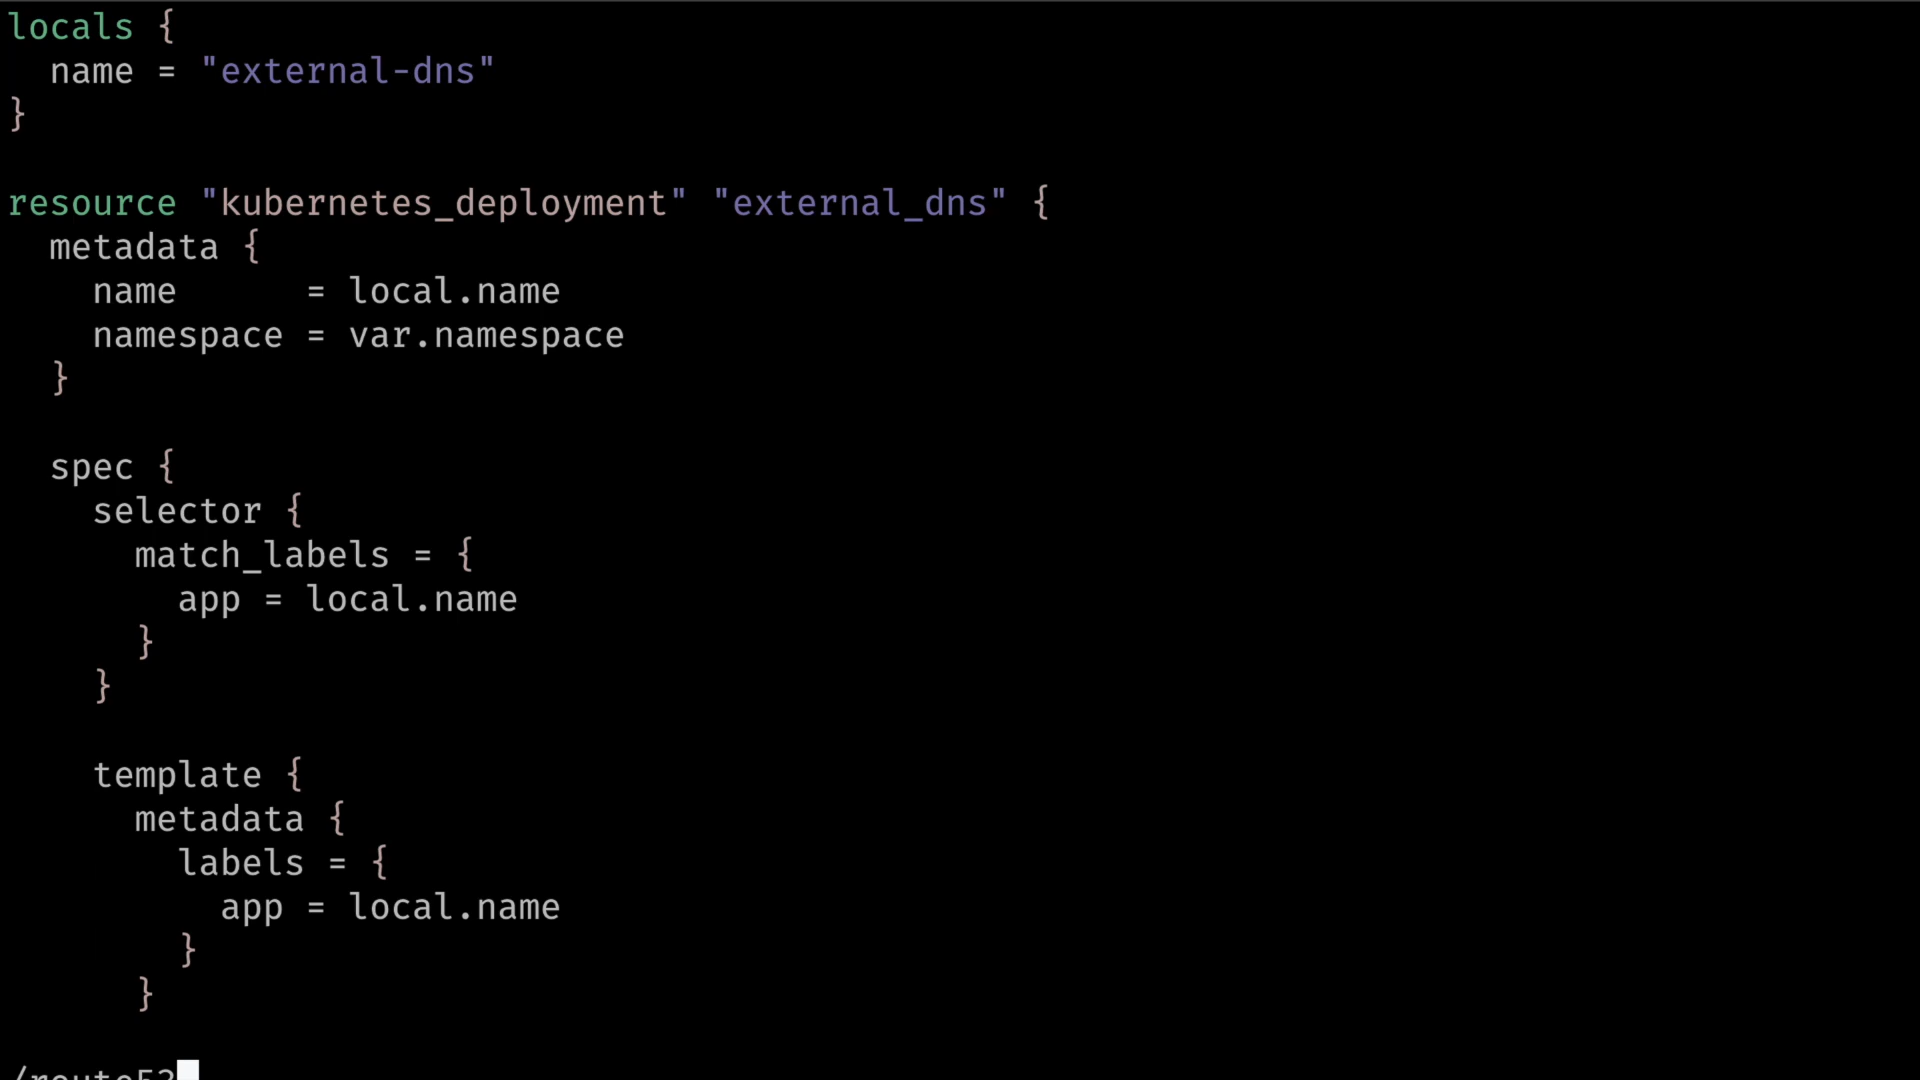 locals {
  name = "external-dns"
}
resource "kubernetes_deployment" "external_dns" {
  metadata {
    name      = local.name
    namespace = var.namespace
  }
  spec {
    selector {
      match_labels = {
        app = local.name
      }
    }
    template {
      metadata {
        labels = {
          app = local.name
        }
      }
/route53